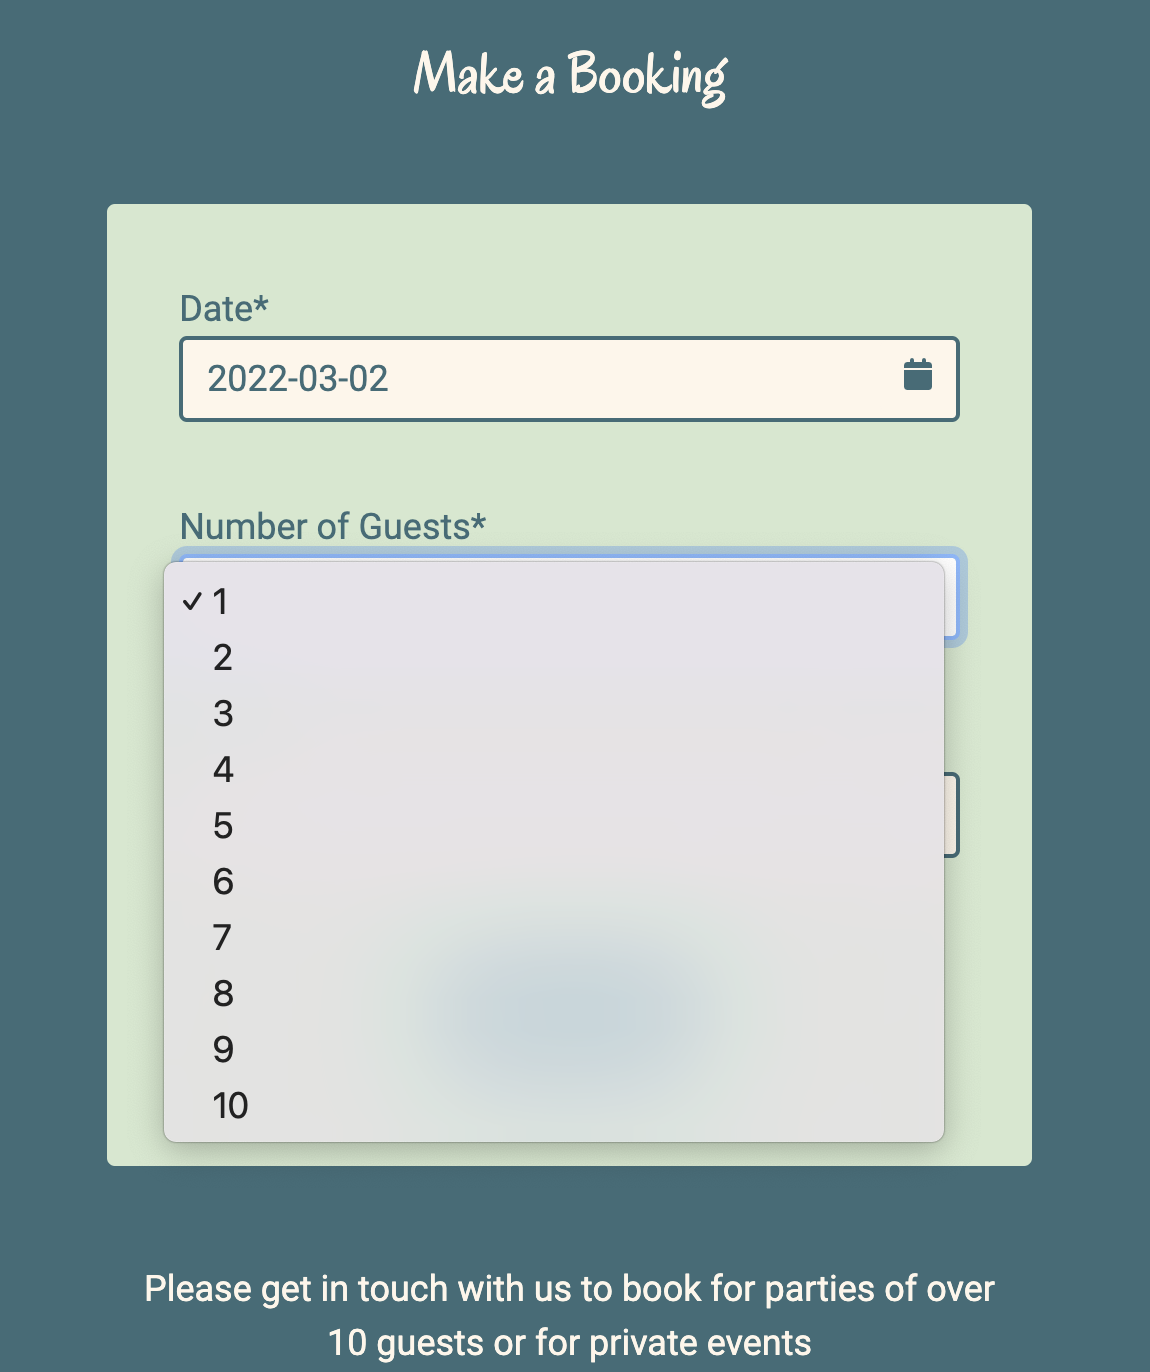 Make a Booking
Date*
2022-03-02
Number of Guests*
✓ 1
2
3
4
5
6
7
8
9
10
Please get in touch with us to book for parties of over
10 guests or for private events